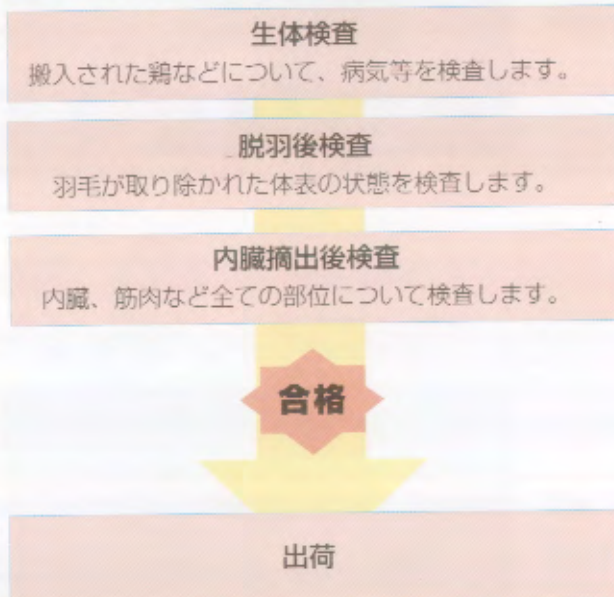 生体検査
搬入された鶏などについて、病気等を検査します。
脱羽後検査
羽毛が取り除かれた体表の状態を検査します。
内臓摘出後検査
内臓、筋肉など全ての部位について検査します。
合格
出荷